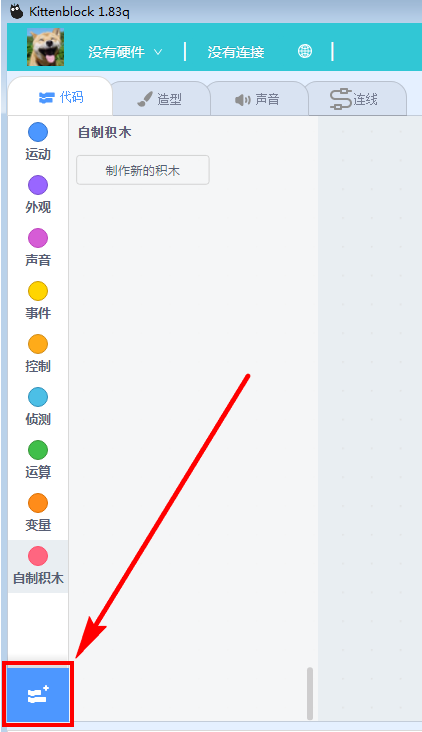 Kittenblock 1.83q
没有硬件 没有连接
代码 造型 声音 连线
自制积木
制作新的积木
运动
外观
声音
事件
控制
侦测
运算
变量
自制积木